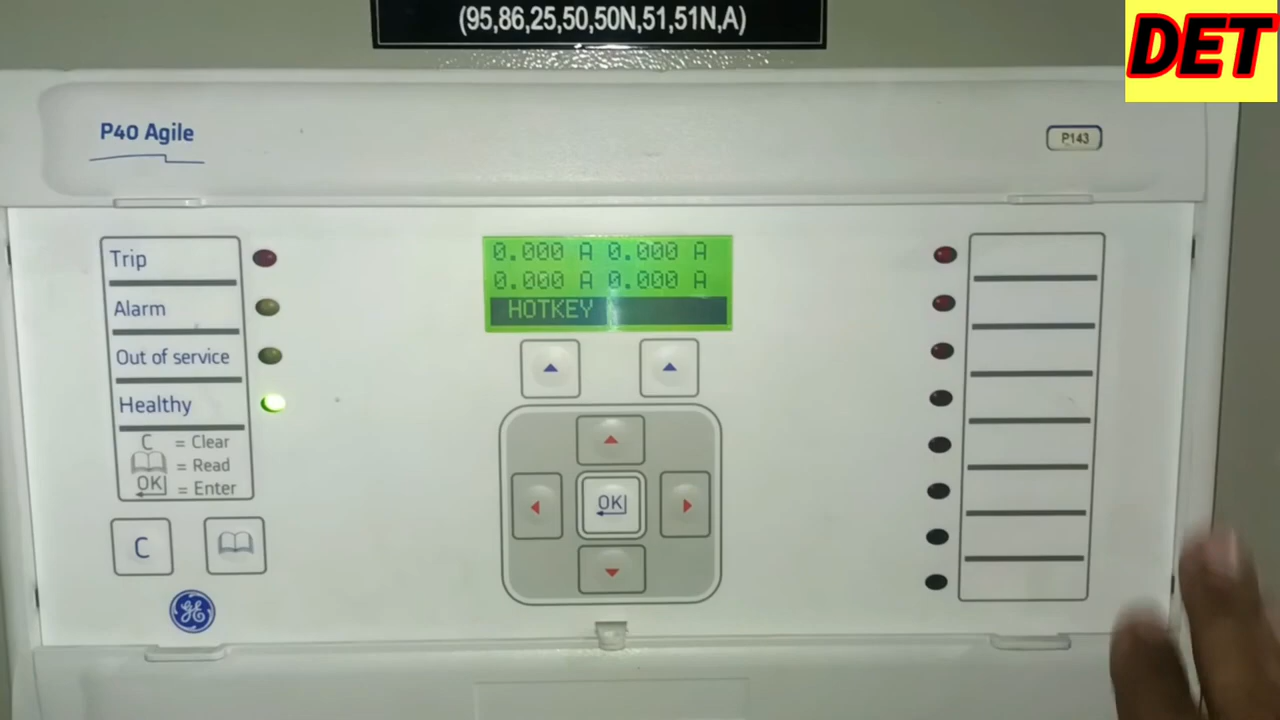 (95,86,25,50,50N,51,51N,A)
DET
P40 Agile
P143
Trip
Alarm
Out of service
Healthy
C = Clear
= Read
OK = Enter
0.000 A 0.000 A
0.000 A 0.000 A
HOTKEY
OK
C
GE